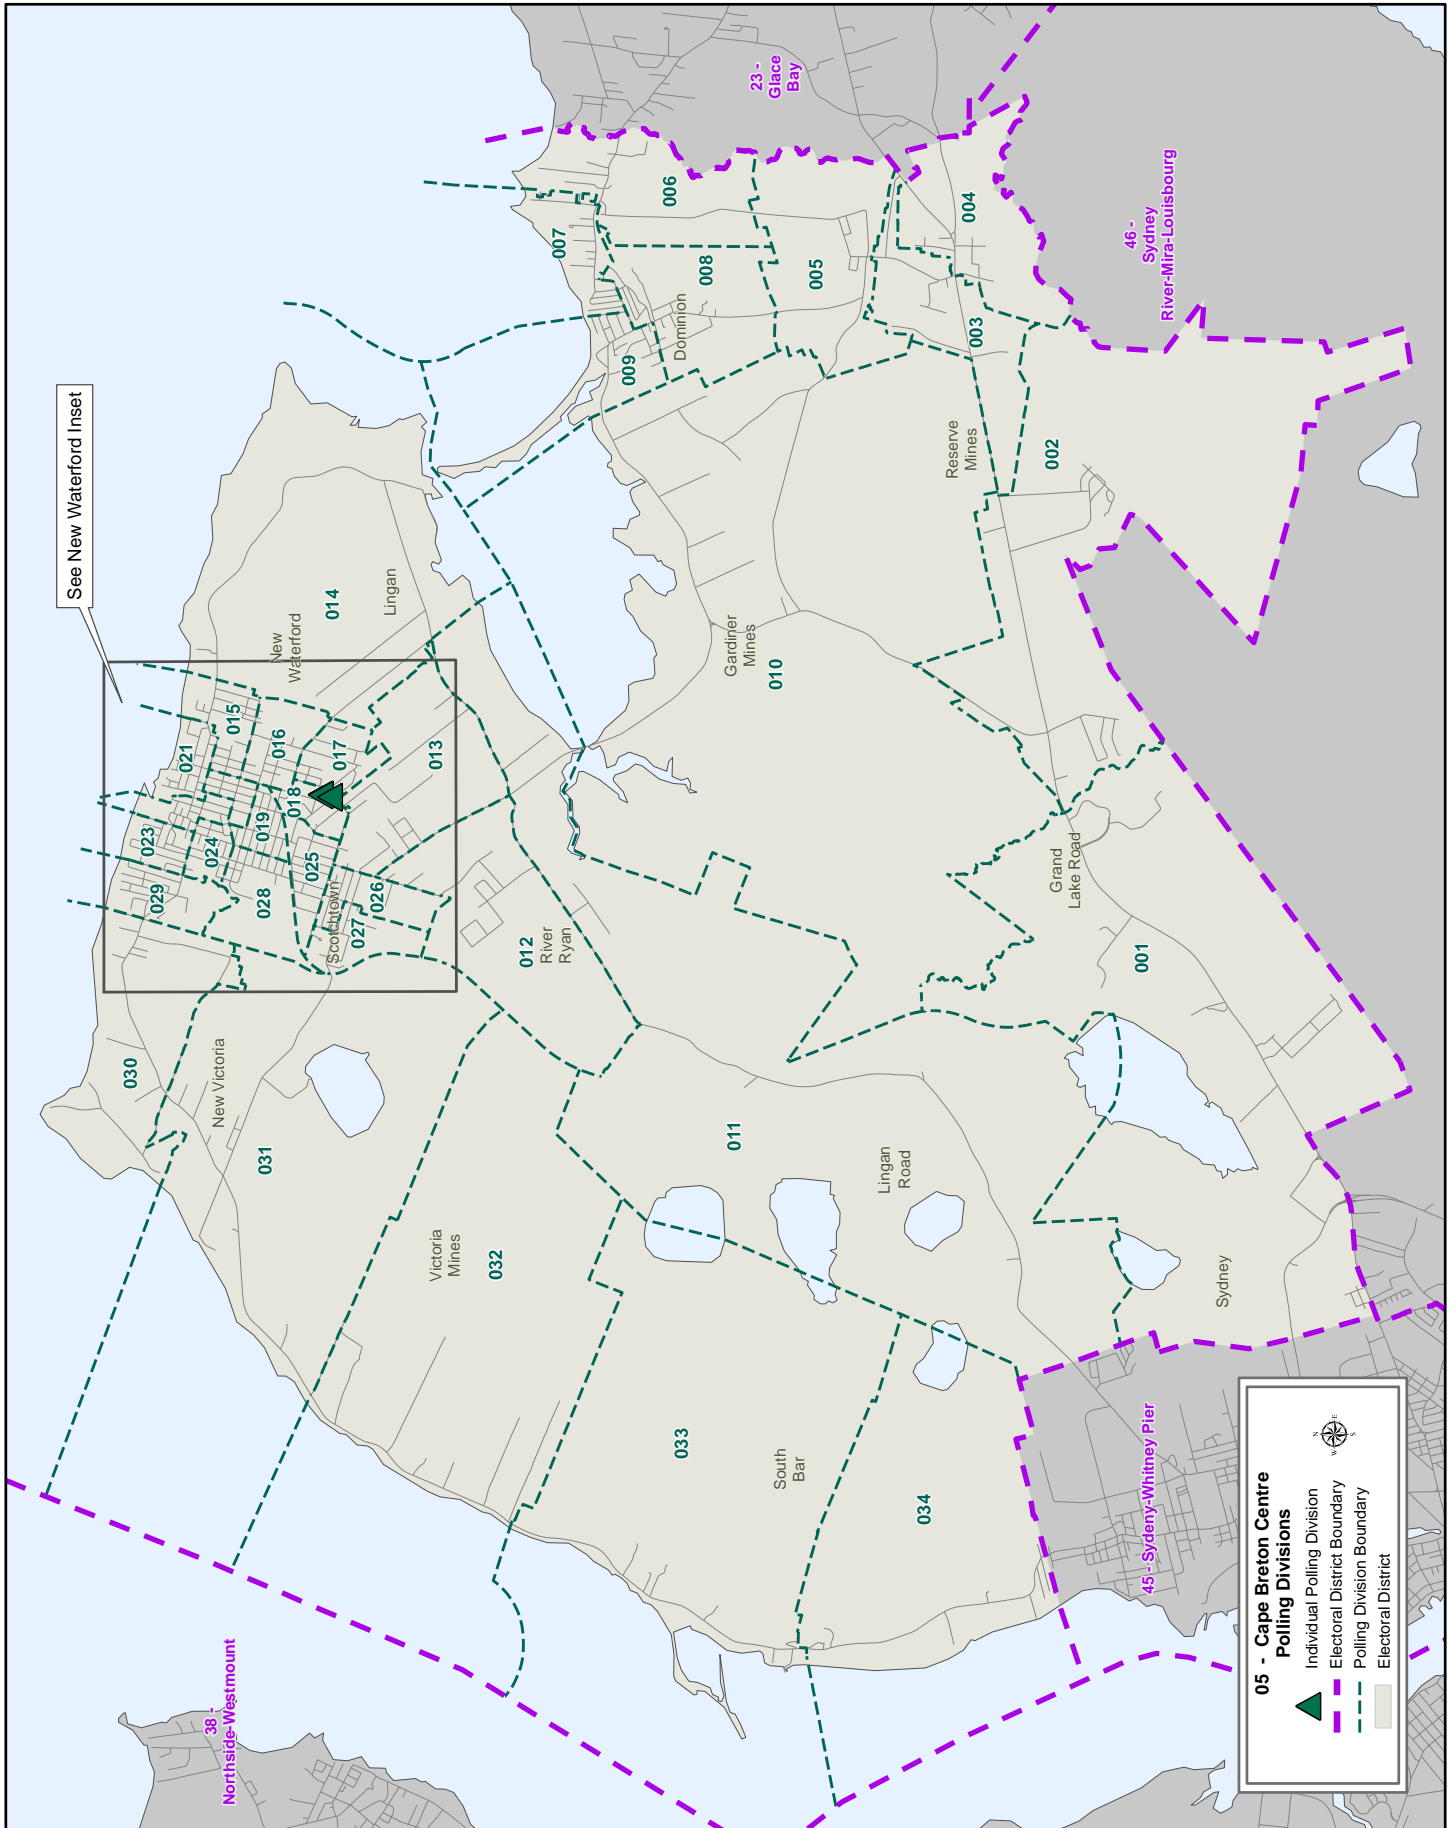 See New Waterford Inset
23 -
Glace
Bay
46 -
Sydney
River-Mira-Louisbourg
45 - Sydeny-Whitney Pier
38 -
Northside-Westmount
007
006
008
005
004
003
009
Dominion
Reserve
Mines
002
014
Lingan
New
Waterford
Gardiner
Mines
010
015
021
016
017
013
018
019
023
024
025
026
027
028
029
Scotchtown
012
River
Ryan
Grand
Lake Road
001
030
New Victoria
031
011
Lingan
Road
Victoria
Mines
032
Sydney
033
South
Bar
034
05 - Cape Breton Centre
Polling Divisions
Individual Polling Division
Electoral District Boundary
Polling Division Boundary
Electoral District
N
E
S
W